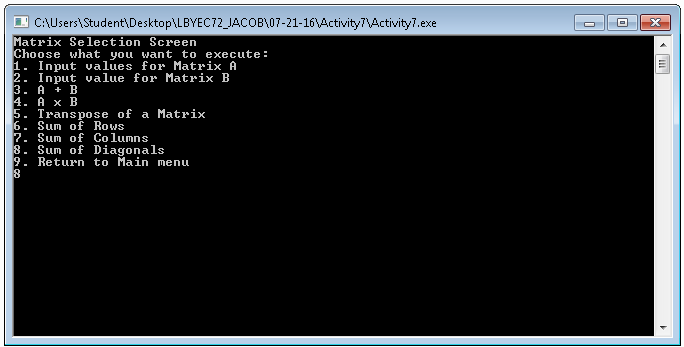 C:\Users\Student\Desktop\LBYEC72_JACOB\07-21-16\Activity7\Activity7.exe
Matrix Selection Screen
Choose what you want to execute:
1. Input values for Matrix A
2. Input value for Matrix B
3. A + B
4. A x B
5. Transpose of a Matrix
6. Sum of Rows
7. Sum of Columns
8. Sum of Diagonals
9. Return to Main menu
8